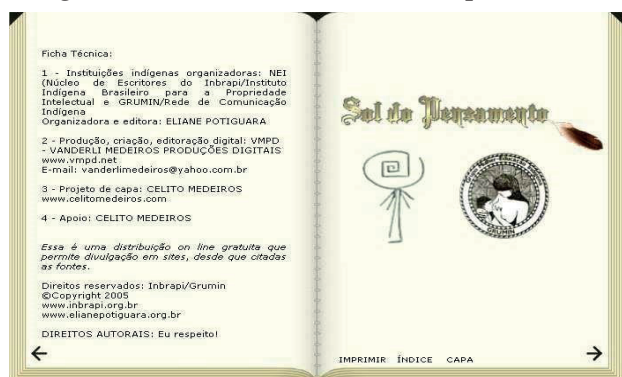 Ficha Técnica:
1 - Instituições indígenas organizadoras: NEI
(Núcleo de Escritores do Inbrapi/Instituto
Indígena Brasileiro para a Propriedade
Intelectual e GRUMIN/Rede de Comunicação
Indígena
Organizadora e editora: ELIANE POTIGUARA
2 - Produção, criação, editoração digital: VMPD
- VANDERLI MEDEIROS PRODUÇÕES DIGITAIS
www.vmpd.net
E-mail: vanderlimedeiros@yahoo.com.br
3 - Projeto de capa: CELITO MEDEIROS
www.celitomedeiros.com
4 - Apoio: CELITO MEDEIROS
Essa é uma distribuição on line gratuita que
permite divulgação em sites, desde que citadas
as fontes.
Direitos reservados: Inbrapi/Grumin
©Copyright 2005
www.inbrapi.org.br
www.elianepotiguara.org.br
DIREITOS AUTORAIS: Eu respeito!
Sol do Pensamento
GRUMIN
IMPRIMIR ÍNDICE CAPA